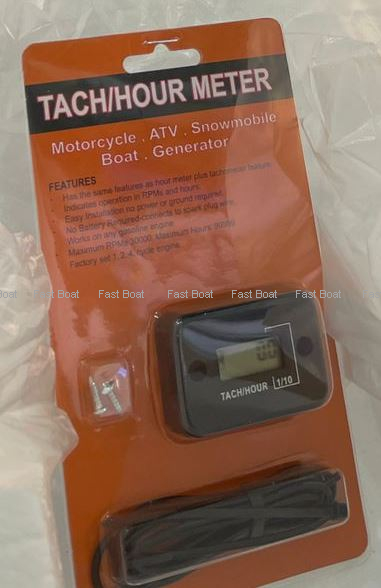 TACH/HOUR METER
Motorcycle . ATV . Snowmobile
Boat . Generator
FEATURES
Has the same features as hour meter plus tachometer feature.
Indicates operation in RPMs and hours.
Easy Installation no power or ground required.
No Battery Required-connects to spark plug wire.
Works on any gasoline engine
Maximum RPMs 30000. Maximum Hours
Factory set 1,2,4, cycle engine
Boat Fast Boat Fast Boat Fast Boat Fast Boat
TACH/HOUR 1/10